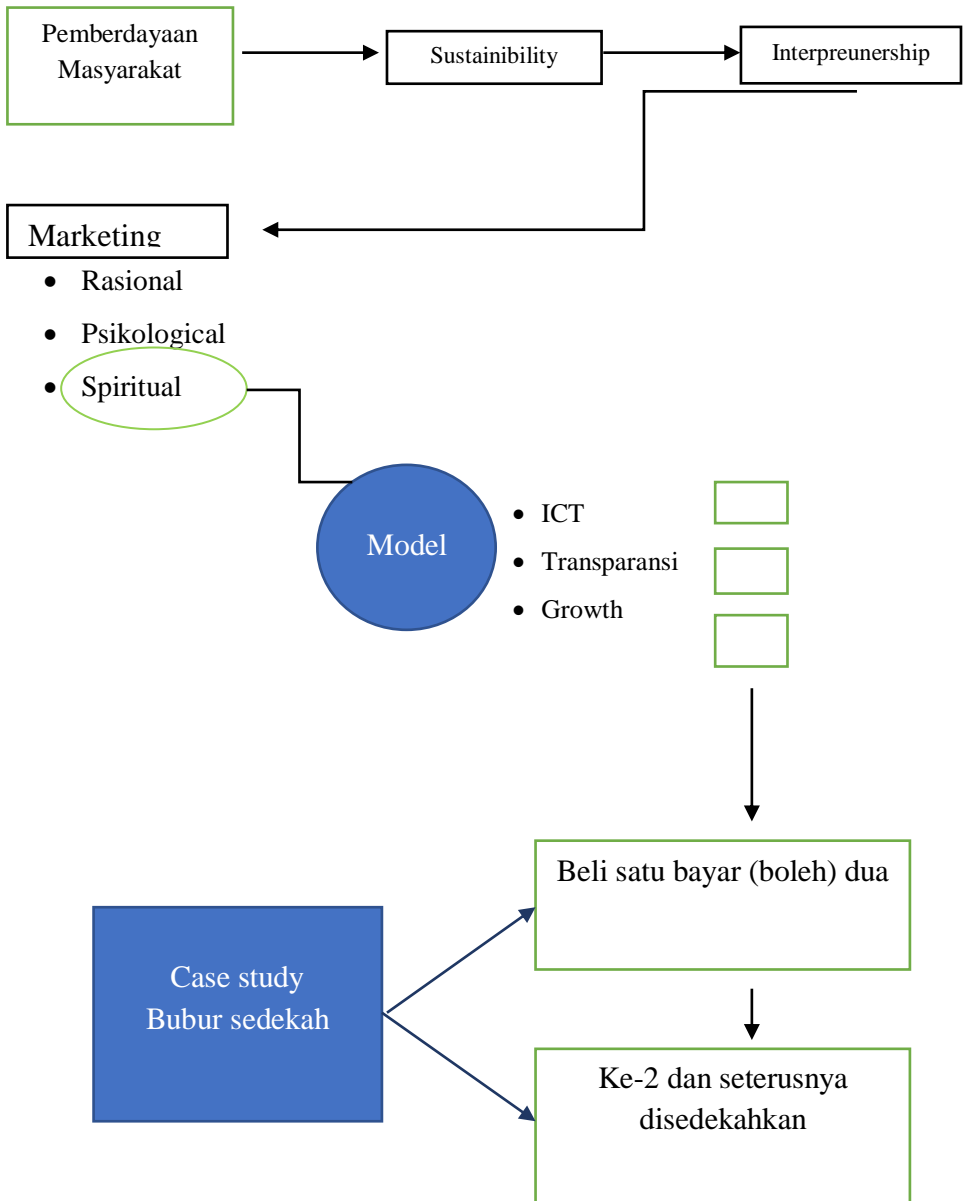 Pemberdayaan
Masyarakat
Sustainibility
Interpreunership
Marketing
• Rasional
• Psikological
• Spiritual
Model
• ICT
• Transparansi
• Growth
Beli satu bayar (boleh) dua
Case study
Bubur sedekah
Ke-2 dan seterusnya
disedekahkan